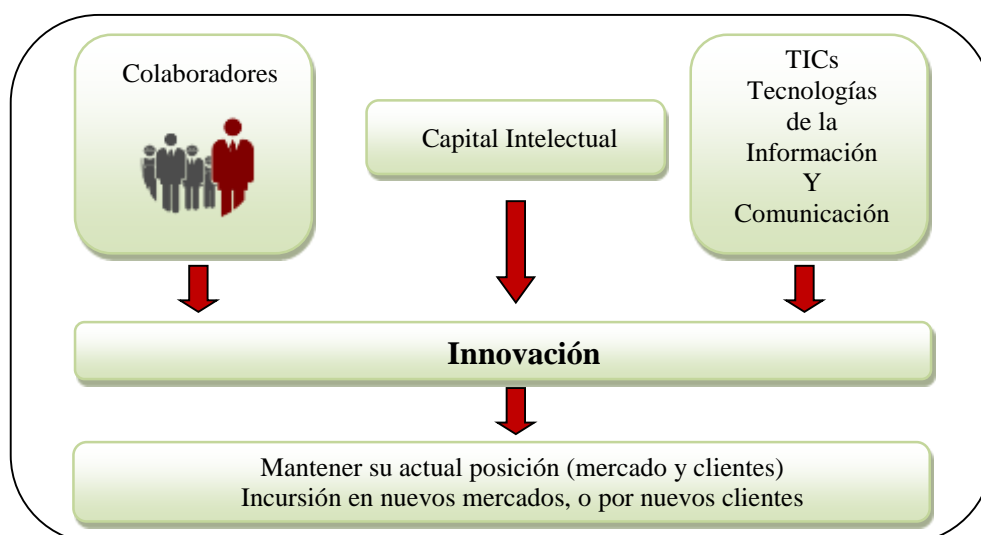 Colaboradores
Capital Intelectual
TICs
Tecnologías
de la
Información
Y
Comunicación
Innovación
Mantener su actual posición (mercado y clientes)
Incursión en nuevos mercados, o por nuevos clientes